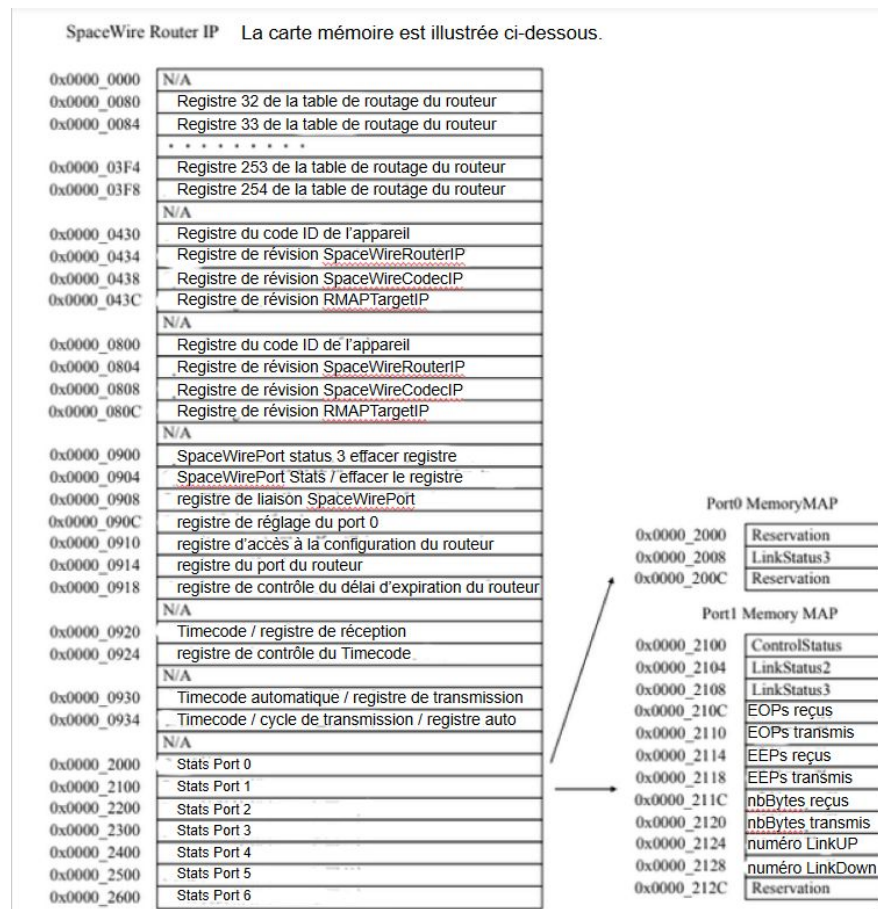 SpaceWire Router IP La carte mémoire est illustrée ci-dessous.
0x0000_0000 N/A
0x0000_0080 Registre 32 de la table de routage du routeur
0x0000_0084 Registre 33 de la table de routage du routeur
. . . . . . . . .
0x0000_03F4 Registre 253 de la table de routage du routeur
0x0000_03F8 Registre 254 de la table de routage du routeur
N/A
0x0000_0430 Registre du code ID de l'appareil
0x0000_0434 Registre de révision SpaceWireRouterIP
0x0000_0438 Registre de révision SpaceWireCodecIP
0x0000_043C Registre de révision RMAPTargetIP
N/A
0x0000_0800 Registre du code ID de l'appareil
0x0000_0804 Registre de révision SpaceWireRouterIP
0x0000_0808 Registre de révision SpaceWireCodecIP
0x0000_080C Registre de révision RMAPTargetIP
N/A
0x0000_0900 SpaceWirePort status 3 effacer registre
0x0000_0904 SpaceWirePort Stats / effacer le registre
0x0000_0908 registre de liaison SpaceWirePort
0x0000_090C registre de réglage du port 0
0x0000_0910 registre d'accès à la configuration du routeur
0x0000_0914 registre du port du routeur
0x0000_0918 registre de contrôle du délai d'expiration du routeur
N/A
0x0000_0920 Timecode / registre de réception
0x0000_0924 registre de contrôle du Timecode
N/A
0x0000_0930 Timecode automatique / registre de transmission
0x0000_0934 Timecode / cycle de transmission / registre auto
N/A
0x0000_2000 Stats Port 0
0x0000_2100 Stats Port 1
0x0000_2200 Stats Port 2
0x0000_2300 Stats Port 3
0x0000_2400 Stats Port 4
0x0000_2500 Stats Port 5
0x0000_2600 Stats Port 6
Port0 MemoryMAP
0x0000_2000 Reservation
0x0000_2008 LinkStatus3
0x0000_200C Reservation
Port1 Memory MAP
0x0000_2100 ControlStatus
0x0000_2104 LinkStatus2
0x0000_2108 LinkStatus3
0x0000_210C EOPs reçus
0x0000_2110 EOPs transmis
0x0000_2114 EEPs reçus
0x0000_2118 EEPs transmis
0x0000_211C nbBytes reçus
0x0000_2120 nbBytes transmis
0x0000_2124 numéro LinkUP
0x0000_2128 numéro LinkDown
0x0000_212C Reservation